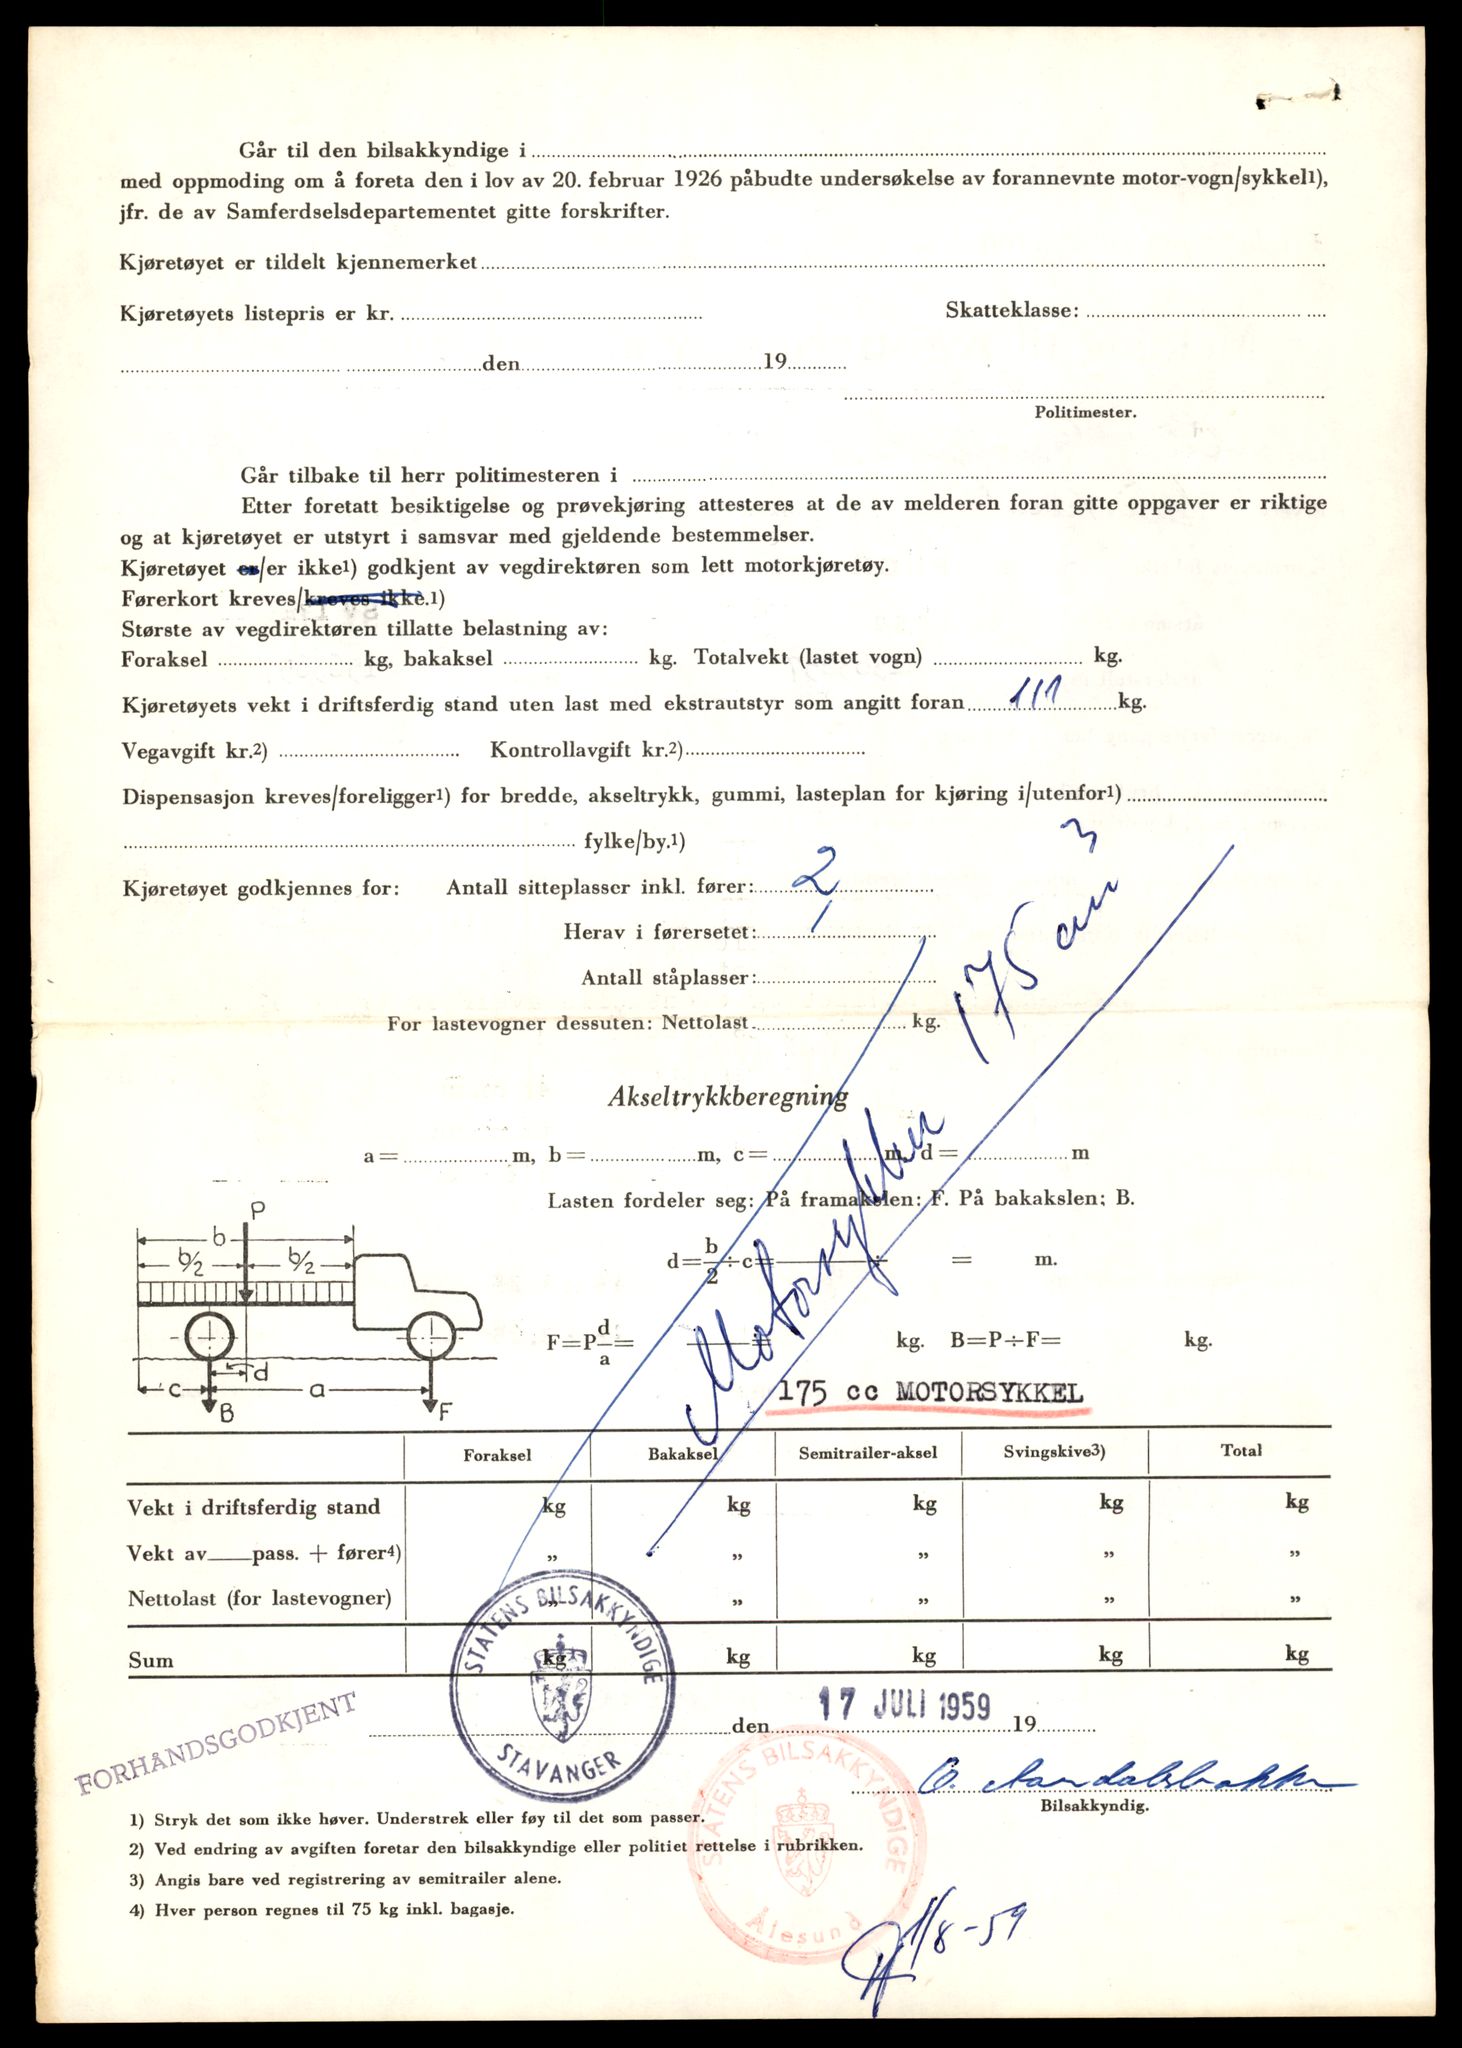 Går til den bilsakkyndige i
med oppmoding om å foreta den i lov av 20. februar 1926 påbudte undersøkelse av forannevnte motor-vogn/sykkel1),
jfr. de av Samferdselsdepartementet gitte forskrifter.
Kjøretøyet er tildelt kjennemerket
Kjøretøyets listepris er kr. Skatteklasse:
den 19
Politimester.
Går tilbake til herr politimesteren i
Etter foretatt besiktigelse og prøvekjøring attesteres at de av melderen foran gitte oppgaver er riktige
og at kjøretøyet er utstyrt i samsvar med gjeldende bestemmelser.
Kjøretøyet er/er ikke1) godkjent av vegdirektøren som lett motorkjøretøy.
Førerkort kreves/kreves ikke.1)
Største av vegdirektøren tillatte belastning av:
Foraksel kg, bakaksel kg. Totalvekt (lastet vogn) kg.
Kjøretøyets vekt i driftsferdig stand uten last med ekstrautstyr som angitt foran 111 kg.
Vegavgift kr.2) Kontrollavgift kr.2)
Dispensasjon kreves/foreligger1) for bredde, akseltrykk, gummi, lasteplan for kjøring i/utenfor1)
fylke/by.1)
Kjøretøyet godkjennes for: Antall sitteplasser inkl. fører: 2
Herav i førersetet: 1
Antall ståplasser:
For lastevogner dessuten: Nettolast kg.
Motorsykkel 175 cm3
Akseltrykkberegning
a = m, b = m, c = m, d = m
Lasten fordeler seg: På framakslen: F. På bakakslen: B.
d = b/2 ÷ c = ÷ = m.
F = P d/a = = kg. B = P ÷ F = kg.
P
b
b/2 b/2
c d a
B F
175 cc MOTORSYKKEL
Foraksel Bakaksel Semitrailer-aksel Svingskive3) Total
Vekt i driftsferdig stand kg kg kg kg kg
Vekt av pass. + fører4) „ „ „ „ „
Nettolast (for lastevogner) „ „ „ „ „
Sum kg kg kg kg kg
STATENS BILSAKKYNDIGE
STAVANGER
FORHÅNDSGODKJENT
den 17 JULI 1959 19
STATENS BILSAKKYNDIGE
Ålesund
Bilsakkyndig.
1) Stryk det som ikke høver. Understrek eller føy til det som passer.
2) Ved endring av avgiften foretar den bilsakkyndige eller politiet rettelse i rubrikken.
3) Angis bare ved registrering av semitrailer alene.
4) Hver person regnes til 75 kg inkl. bagasje.
1/8-59